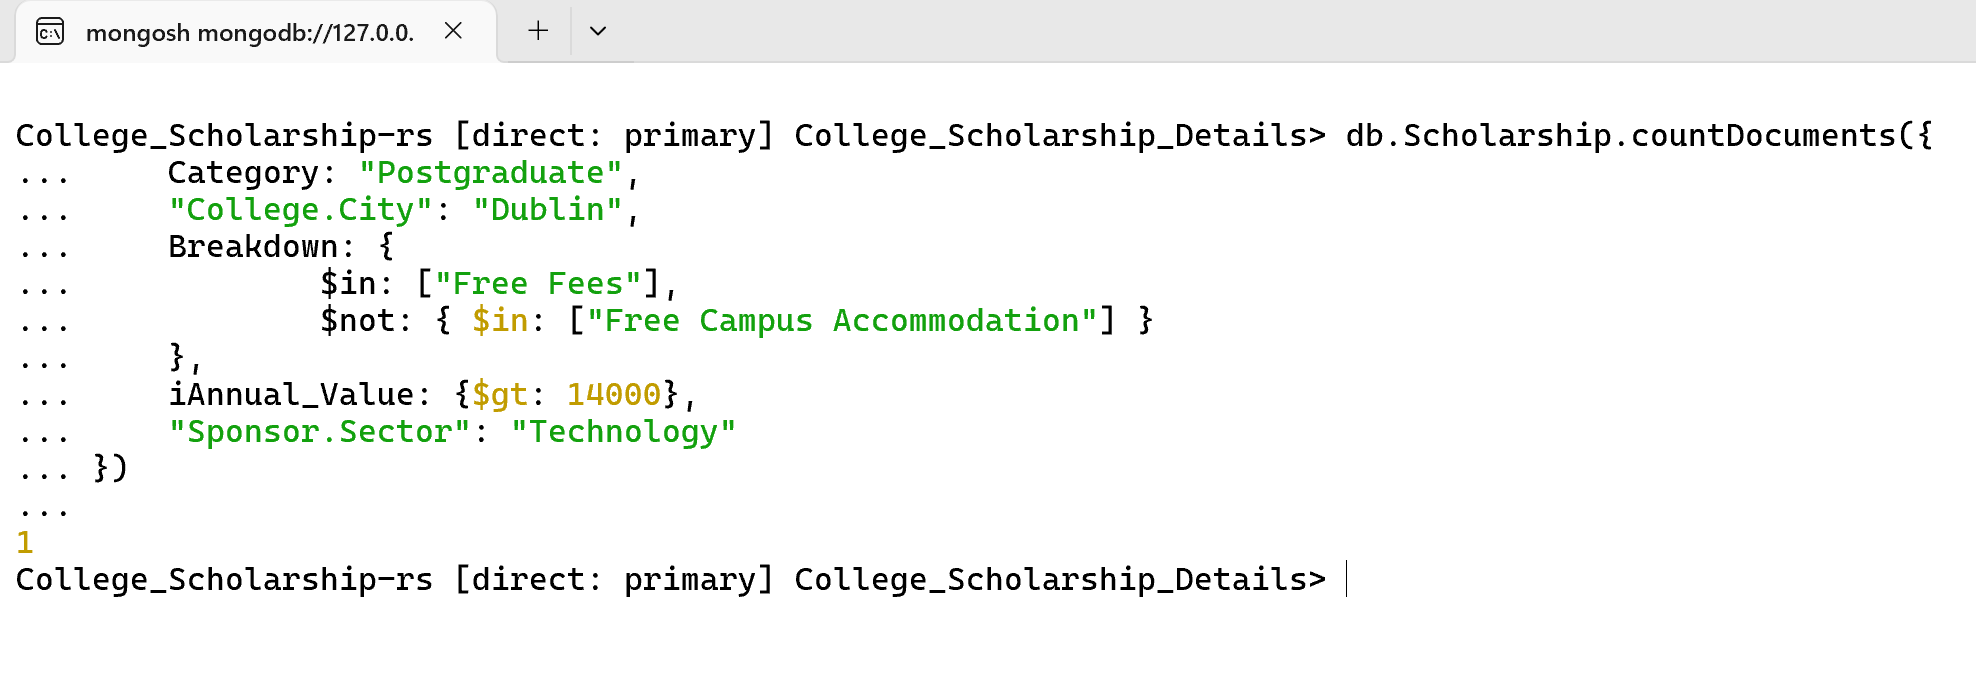 mongosh mongodb://127.0.0.
College_Scholarship-rs [direct: primary] College_Scholarship_Details> db.Scholarship.countDocuments({
...     Category: "Postgraduate",
...     "College.City": "Dublin",
...     Breakdown: {
...             $in: ["Free Fees"],
...             $not: { $in: ["Free Campus Accommodation"] }
...     },
...     iAnnual_Value: {$gt: 14000},
...     "Sponsor.Sector": "Technology"
... })
...
1
College_Scholarship-rs [direct: primary] College_Scholarship_Details>